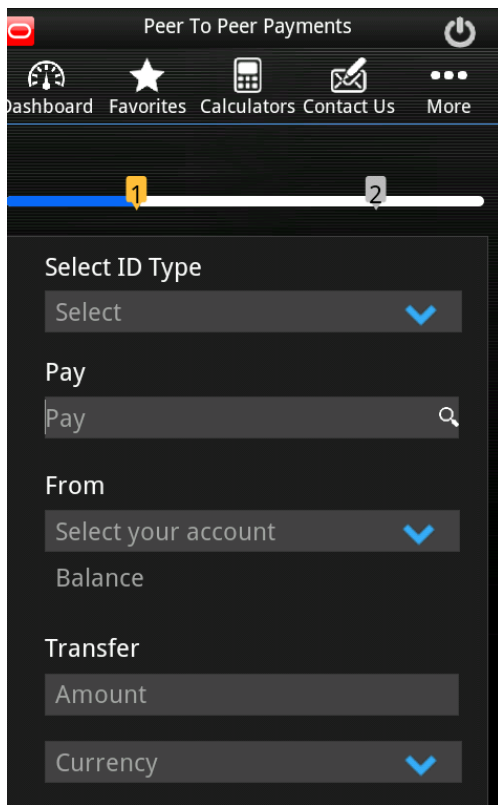 Peer To Peer Payments
Dashboard Favorites Calculators Contact Us More
1 2
Select ID Type
Select
Pay
Pay
From
Select your account
Balance
Transfer
Amount
Currency